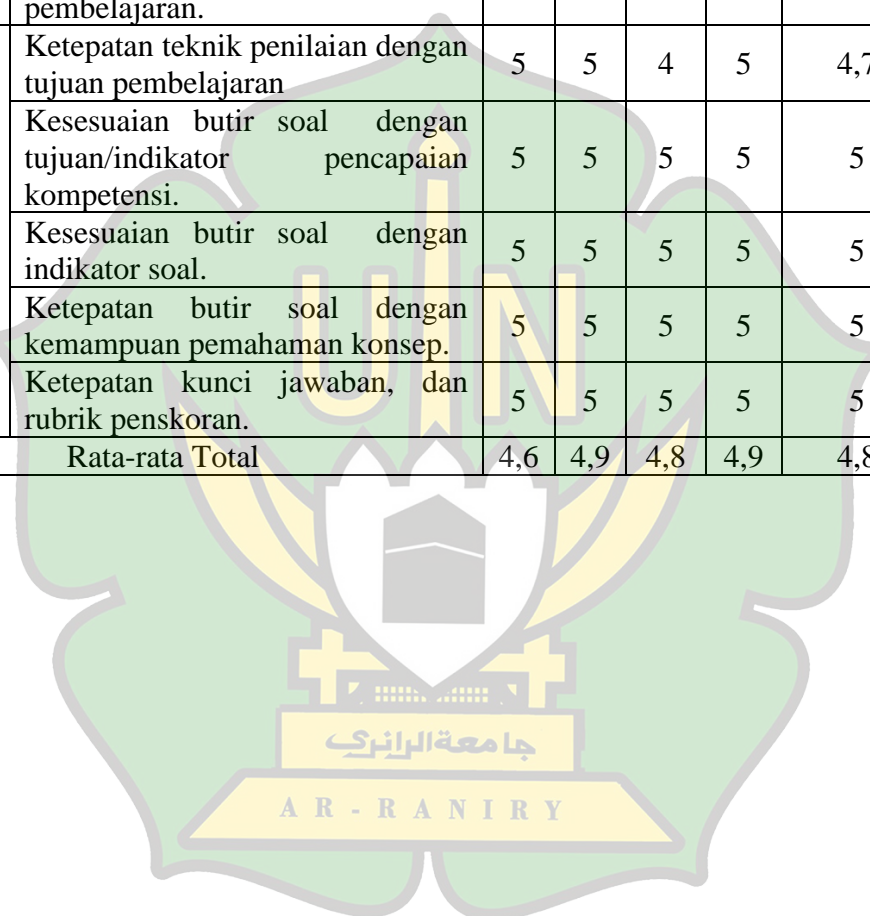 pembelajaran.
Ketepatan teknik penilaian dengan
tujuan pembelajaran 5 5 4 5 4,7
Kesesuaian butir soal dengan
tujuan/indikator pencapaian
kompetensi. 5 5 5 5 5
Kesesuaian butir soal dengan
indikator soal. 5 5 5 5 5
Ketepatan butir soal dengan
kemampuan pemahaman konsep. 5 5 5 5 5
Ketepatan kunci jawaban, dan
rubrik penskoran. 5 5 5 5 5
Rata-rata Total 4,6 4,9 4,8 4,9 4,8
UIN
جامعة الرانري
AR-RANIRY